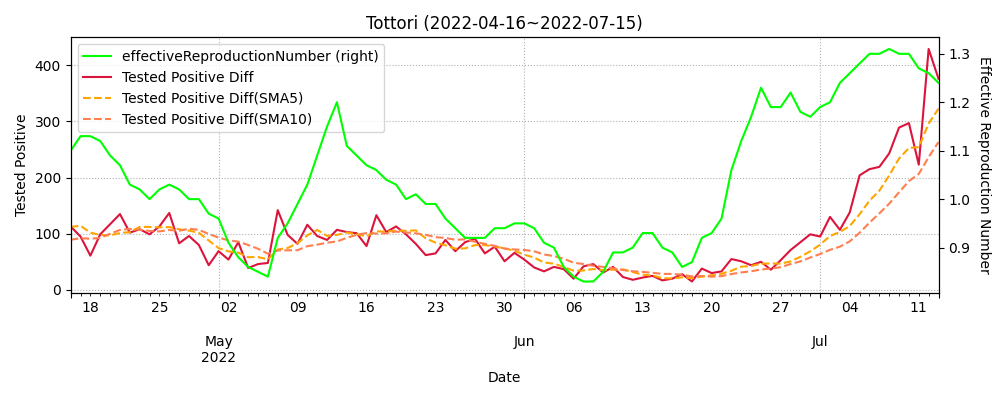 Tottori (2022-04-16~2022-07-15)
effectiveReproductionNumber (right)
Tested Positive Diff
Tested Positive Diff(SMA5)
Tested Positive Diff(SMA10)
Tested Positive
400
300
200
100
0
1.3
1.2
1.1
1.0
0.9
Effective Reproduction Number
18 25 02 09 16 23 30 06 13 20 27 04 11
May Jun Jul
2022
Date